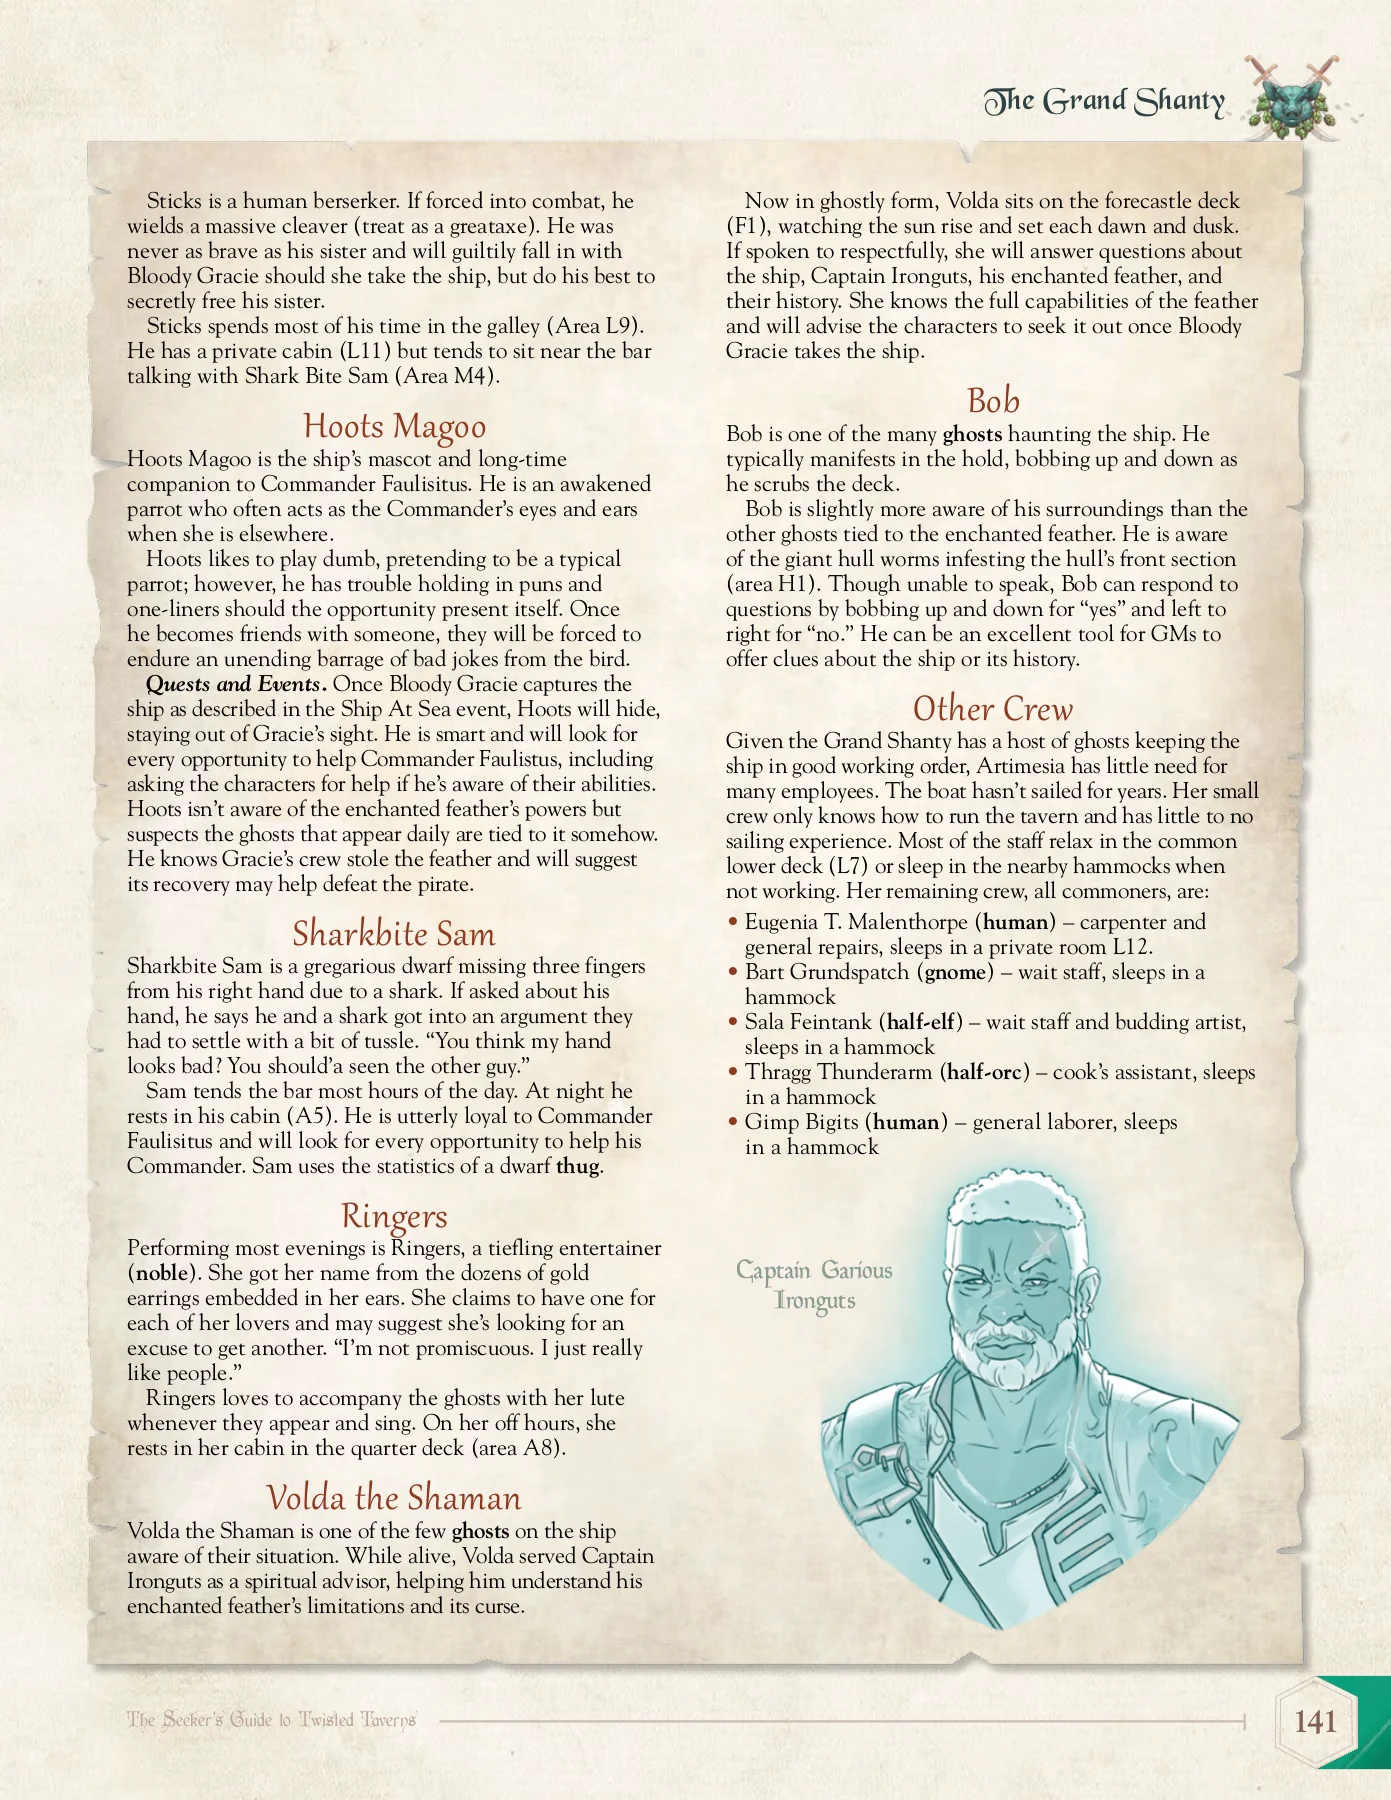 The Grand Shanty
Sticks is a human berserker. If forced into combat, he
wields a massive cleaver (treat as a greataxe). He was
never as brave as his sister and will guiltily fall in with
Bloody Gracie should she take the ship, but do his best to
secretly free his sister.
Sticks spends most of his time in the galley (Area L9).
He has a private cabin (L11) but tends to sit near the bar
talking with Shark Bite Sam (Area M4).
Hoots Magoo
Hoots Magoo is the ship's mascot and long-time
companion to Commander Faulisitus. He is an awakened
parrot who often acts as the Commander's eyes and ears
when she is elsewhere.
Hoots likes to play dumb, pretending to be a typical
parrot; however, he has trouble holding in puns and
one-liners should the opportunity present itself. Once
he becomes friends with someone, they will be forced to
endure an unending barrage of bad jokes from the bird.
Quests and Events. Once Bloody Gracie captures the
ship as described in the Ship At Sea event, Hoots will hide,
staying out of Gracie's sight. He is smart and will look for
every opportunity to help Commander Faulistus, including
asking the characters for help if he's aware of their abilities.
Hoots isn't aware of the enchanted feather's powers but
suspects the ghosts that appear daily are tied to it somehow.
He knows Gracie's crew stole the feather and will suggest
its recovery may help defeat the pirate.
Sharkbite Sam
Sharkbite Sam is a gregarious dwarf missing three fingers
from his right hand due to a shark. If asked about his
hand, he says he and a shark got into an argument they
had to settle with a bit of tussle. “You think my hand
looks bad? You should'a seen the other guy.”
Sam tends the bar most hours of the day. At night he
rests in his cabin (A5). He is utterly loyal to Commander
Faulisitus and will look for every opportunity to help his
Commander. Sam uses the statistics of a dwarf thug.
Ringers
Performing most evenings is Ringers, a tiefling entertainer
(noble). She got her name from the dozens of gold
earrings embedded in her ears. She claims to have one for
each of her lovers and may suggest she's looking for an
excuse to get another. “I'm not promiscuous. I just really
like people.”
Ringers loves to accompany the ghosts with her lute
whenever they appear and sing. On her off hours, she
rests in her cabin in the quarter deck (area A8).
Volda the Shaman
Volda the Shaman is one of the few ghosts on the ship
aware of their situation. While alive, Volda served Captain
Ironguts as a spiritual advisor, helping him understand his
enchanted feather's limitations and its curse.
Now in ghostly form, Volda sits on the forecastle deck
(F1), watching the sun rise and set each dawn and dusk.
If spoken to respectfully, she will answer questions about
the ship, Captain Ironguts, his enchanted feather, and
their history. She knows the full capabilities of the feather
and will advise the characters to seek it out once Bloody
Gracie takes the ship.
Bob
Bob is one of the many ghosts haunting the ship. He
typically manifests in the hold, bobbing up and down as
he scrubs the deck.
Bob is slightly more aware of his surroundings than the
other ghosts tied to the enchanted feather. He is aware
of the giant hull worms infesting the hull's front section
(area H1). Though unable to speak, Bob can respond to
questions by bobbing up and down for “yes” and left to
right for “no.” He can be an excellent tool for GMs to
offer clues about the ship or its history.
Other Crew
Given the Grand Shanty has a host of ghosts keeping the
ship in good working order, Artimesia has little need for
many employees. The boat hasn't sailed for years. Her small
crew only knows how to run the tavern and has little to no
sailing experience. Most of the staff relax in the common
lower deck (L7) or sleep in the nearby hammocks when
not working. Her remaining crew, all commoners, are:
• Eugenia T. Malenthorpe (human) – carpenter and
general repairs, sleeps in a private room L12.
• Bart Grundspatch (gnome) – wait staff, sleeps in a
hammock
• Sala Feintank (half-elf) – wait staff and budding artist,
sleeps in a hammock
• Thragg Thunderarm (half-orc) – cook's assistant, sleeps
in a hammock
• Gimp Bigits (human) – general laborer, sleeps
in a hammock
Captain Garious
Ironguts
The Seeker's Guide to Twisted Taverns
141